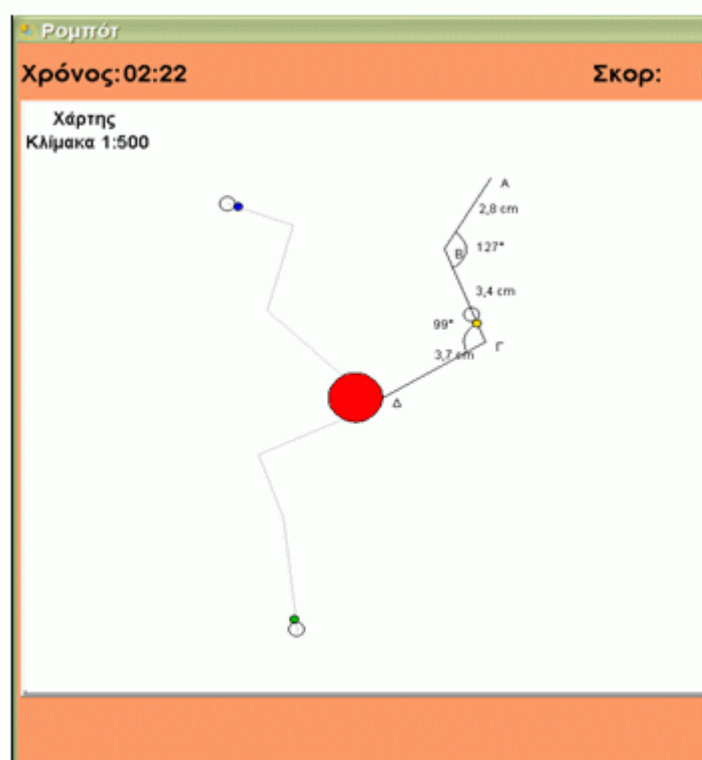 Ρομπότ
Χρόνος:02:22
Σκορ:
Χάρτης
Κλίμακα 1:500
Α
2,8 cm
Β
127°
3,4 cm
99°
Γ
3,7 cm
Δ